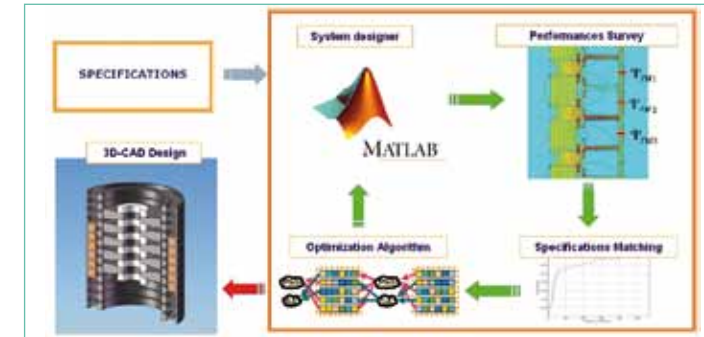 System designer
Performances Survey
SPECIFICATIONS
MATLAB
3D-CAD Design
Optimization Algorithm
Specifications Matching